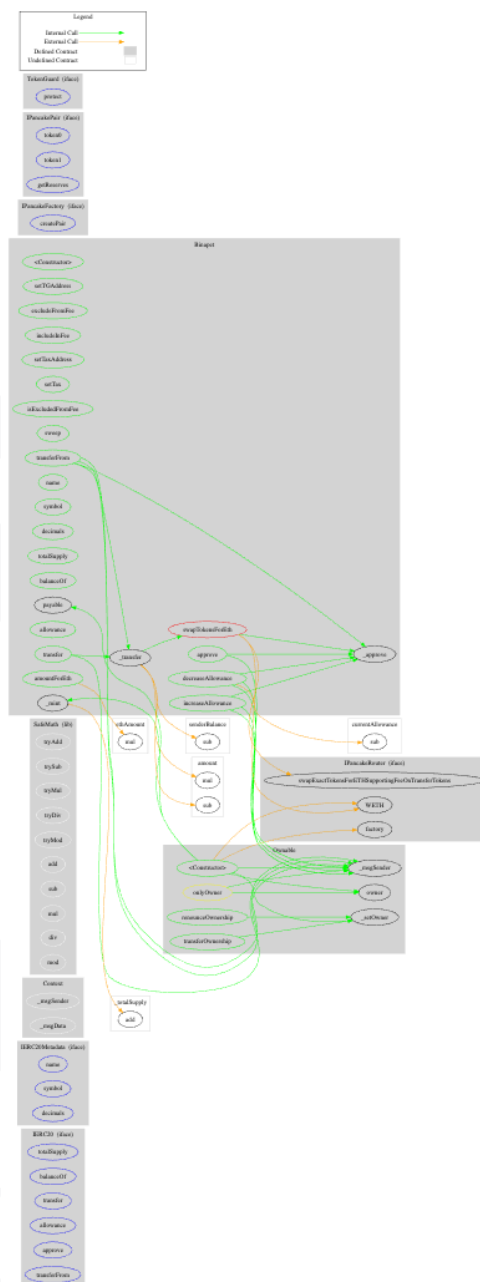 Legend
Internal Call
External Call
Defined Contract
Undefined Contract
TokenGuard (iface)
protect
IPancakePair (iface)
token0
token1
getReserves
IPancakeFactory (iface)
createPair
Binapet
<Constructor>
setTGAddress
excludeFromFee
includeInFee
setTaxAddress
setTax
isExcludedFromFee
sweep
transferFrom
name
symbol
decimals
totalSupply
balanceOf
payable
allowance
transfer
amountForEth
_mint
_transfer
swapTokensForEth
approve
decreaseAllowance
increaseAllowance
_approve
SafeMath (lib)
tryAdd
trySub
tryMul
tryDiv
tryMod
add
sub
mul
div
mod
ethAmount
mul
senderBalance
sub
amount
mul
sub
currentAllowance
sub
IPancakeRouter (iface)
swapExactTokensForETHSupportingFeeOnTransferTokens
WETH
factory
Ownable
<Constructor>
onlyOwner
renounceOwnership
transferOwnership
_msgSender
owner
_setOwner
Context
_msgSender
_msgData
_totalSupply
add
IERC20Metadata (iface)
name
symbol
decimals
IERC20 (iface)
totalSupply
balanceOf
transfer
allowance
approve
transferFrom